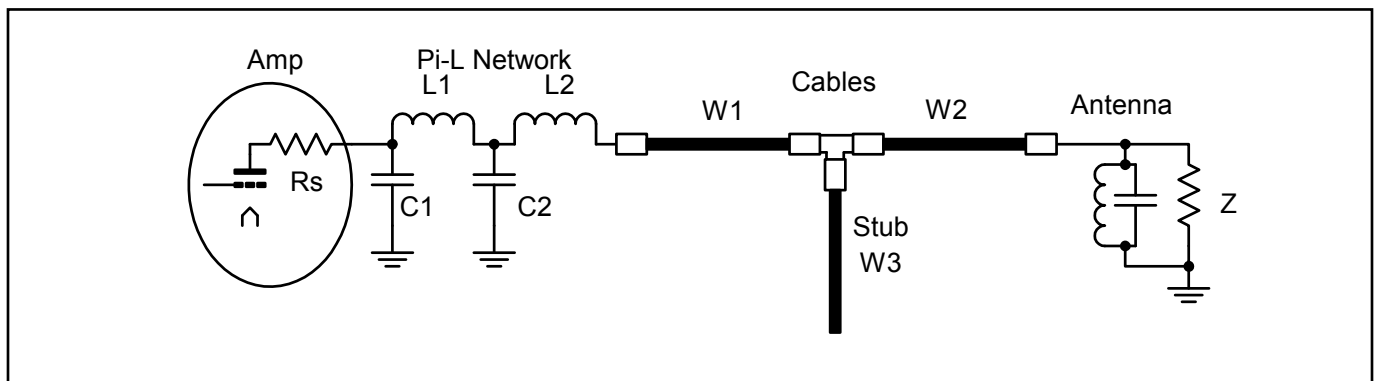 Amp
Pi-L Network
L1
L2
Cables
W1
W2
Antenna
Rs
C1
C2
Stub
W3
Z